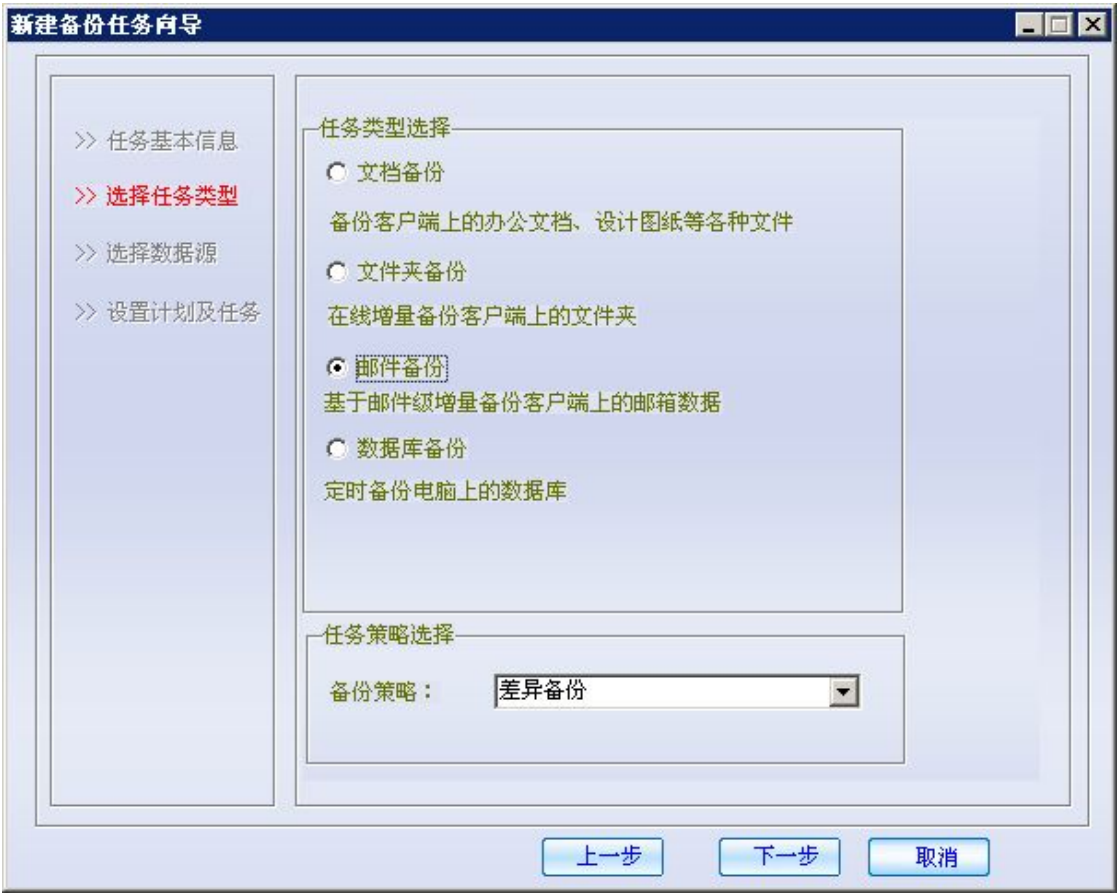 新建备份任务向导
>> 任务基本信息
>> 选择任务类型
>> 选择数据源
>> 设置计划及任务
任务类型选择
文档备份
备份客户端上的办公文档、设计图纸等各种文件
文件夹备份
在线增量备份客户端上的文件夹
邮件备份
基于邮件级增量备份客户端上的邮箱数据
数据库备份
定时备份电脑上的数据库
任务策略选择
备份策略：
差异备份
上一步
下一步
取消